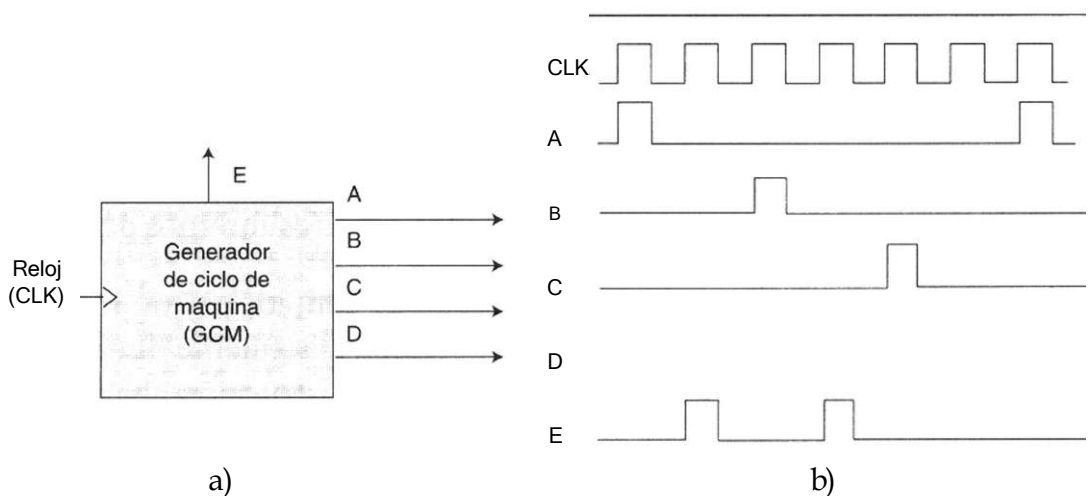 E
Reloj
(CLK)
Generador
de ciclo de
máquina
(GCM)
A
B
C
D
a)
CLK
A
B
C
D
E
b)